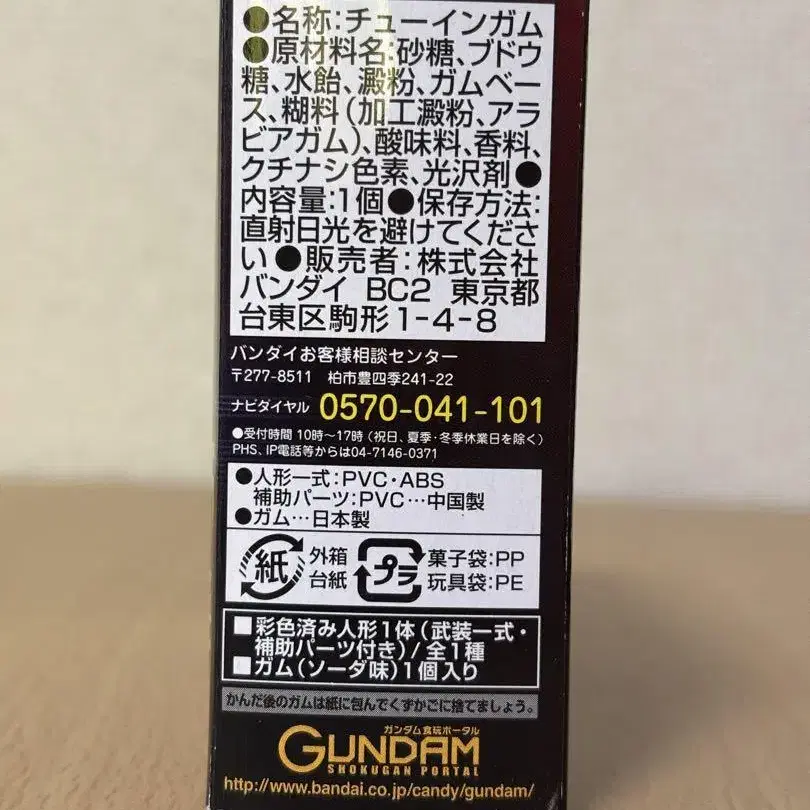 ●名称:チューインガム
●原材料名:砂糖、ブドウ
糖、水飴、澱粉、ガムベー
ス、糊料(加工澱粉、アラ
ビアガム)、酸味料、香料、
クチナシ色素、光沢剤●
内容量:1個●保存方法:
直射日光を避けてくださ
い●販売者:株式会社
バンダイ BC2 東京都
台東区駒形1-4-8
バンダイお客様相談センター
〒277-8511 柏市豊四季241-22
ナビダイヤル 0570-041-101
●受付時間 10時〜17時(祝日、夏季・冬季休業日を除く)
PHS、IP電話等からは04-7146-0371
●人形一式:PVC・ABS
補助パーツ:PVC…中国製
●ガム…日本製
紙 外箱 台紙 プラ 菓子袋:PP
玩具袋:PE
■彩色済み人形1体(武装一式・
補助パーツ付き)/全1種
■ガム(ソーダ味)1個入り
かんだ後のガムは紙に包んでくずかごに捨てましょう。
ガンダム食玩ポータル
GUNDAM
SHOKUGAN PORTAL
http://www.bandai.co.jp/candy/gundam/